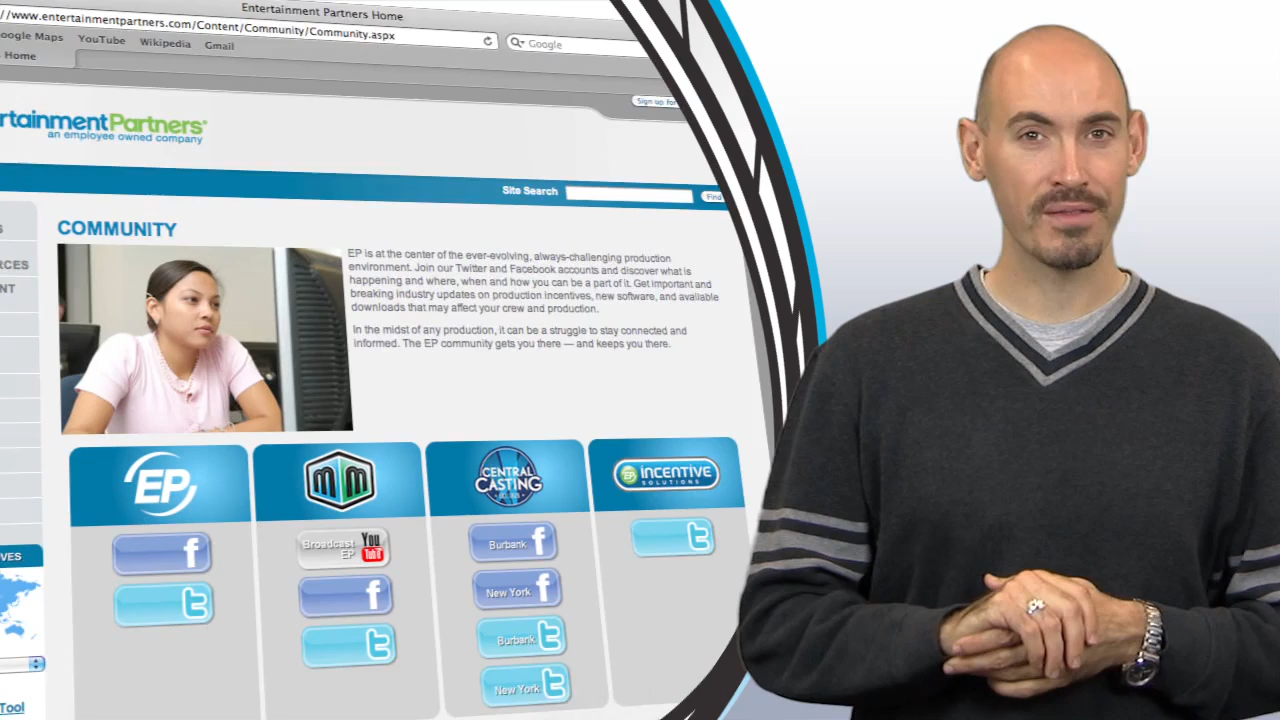 Entertainment Partners Home
//www.entertainmentpartners.com/Content/Community/Community.aspx
Google
oogle Maps YouTube Wikipedia Gmail
Home
Sign up for
rtainmentPartners
an employee owned company
Site Search
Find
COMMUNITY
EP is at the center of the ever-evolving, always-challenging production
environment. Join our Twitter and Facebook accounts and discover what is
happening and where, when and how you can be a part of it. Get important and
breaking industry updates on production incentives, new software, and available
downloads that may affect your crew and production.
In the midst of any production, it can be a struggle to stay connected and
informed. The EP community gets you there — and keeps you there.
S
RCES
NT
VES
Tool
EP
MM
CENTRAL
CASTING
EP INCENTIVE
SOLUTIONS
f
t
Broadcast
EP
You
Tube
f
t
Burbank f
New York f
Burbank t
New York t
t